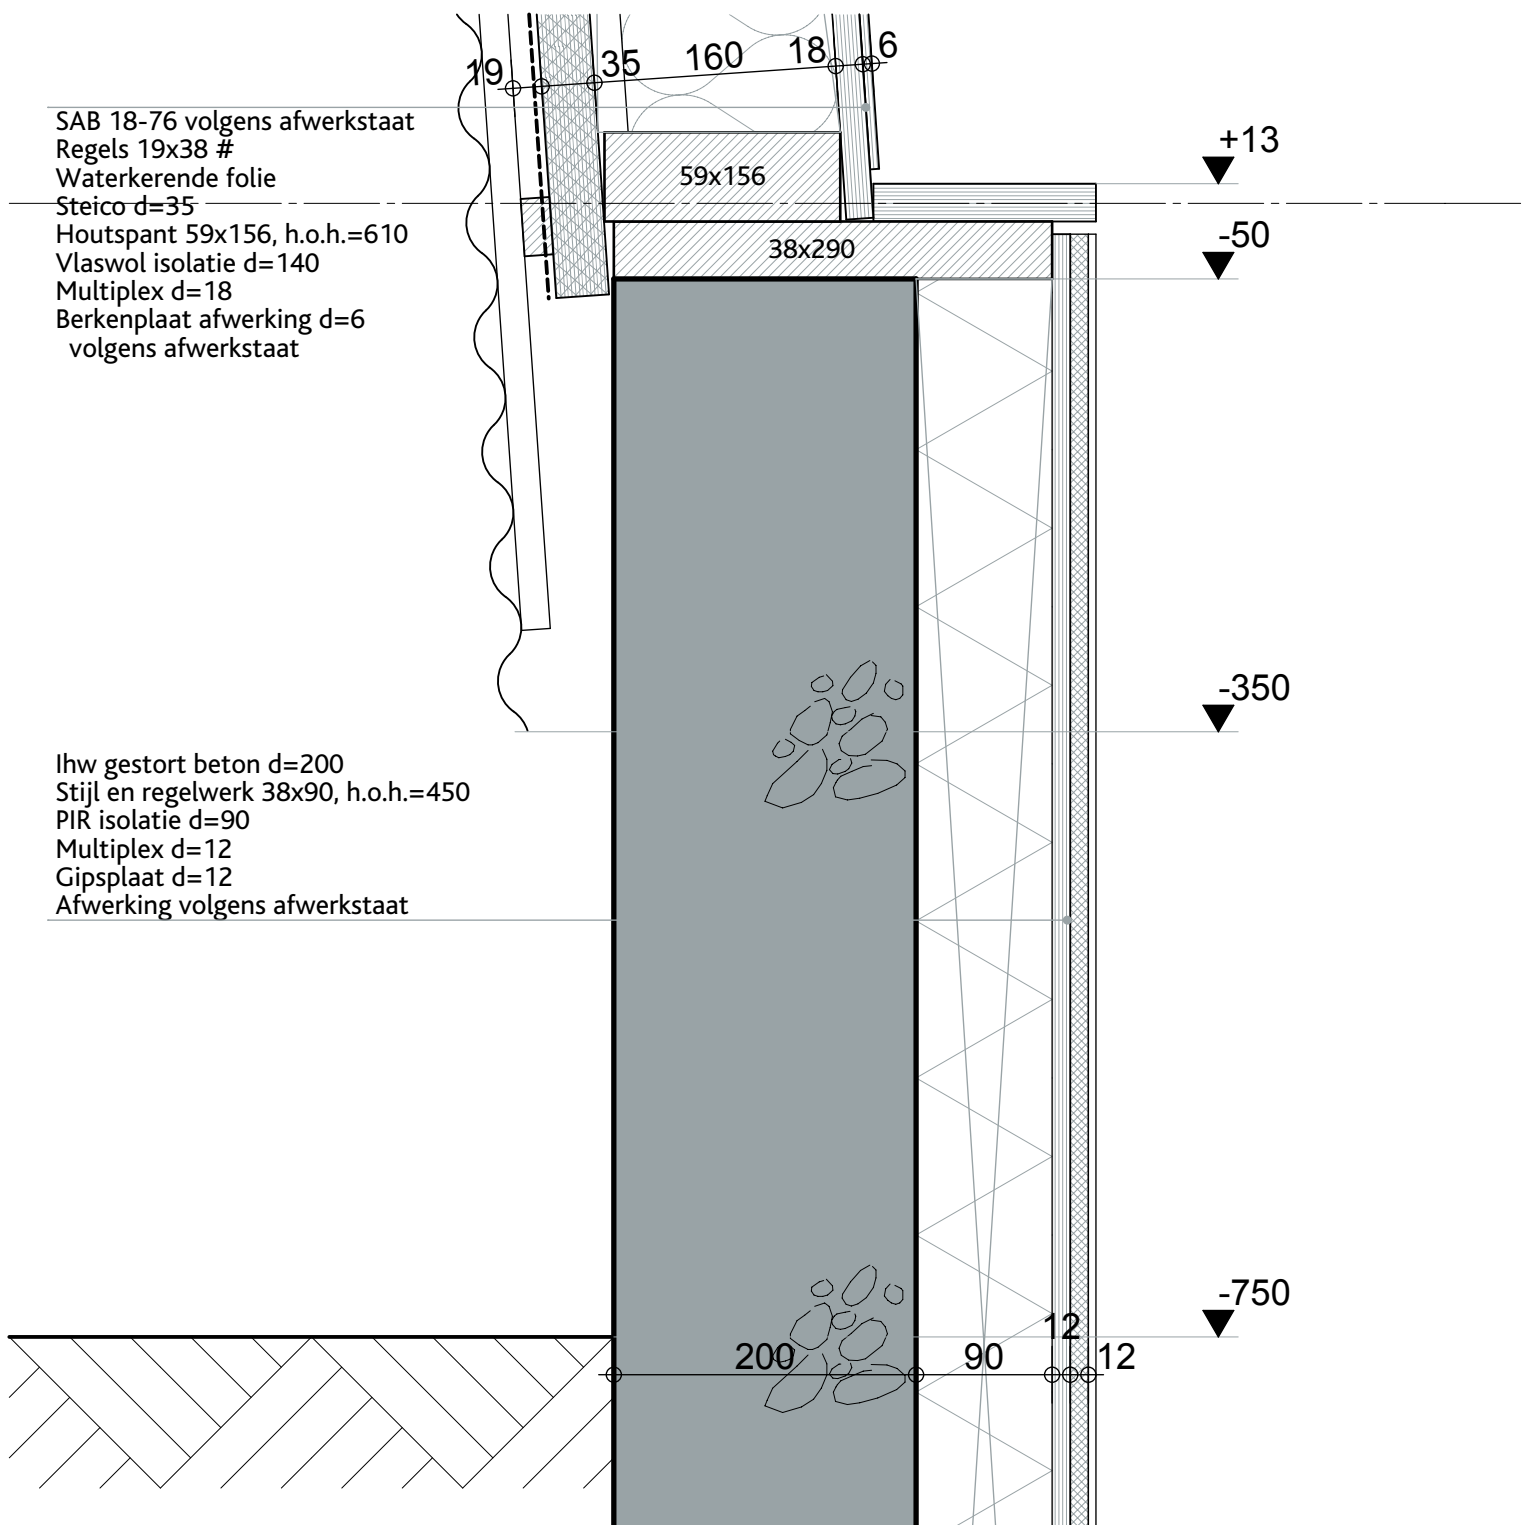 19
35
160
18
6
SAB 18-76 volgens afwerkstaat
Regels 19x38 #
Waterkerende folie
Steico d=35
Houtspant 59x156, h.o.h.=610
Vlaswol isolatie d=140
Multiplex d=18
Berkenplaat afwerking d=6
volgens afwerkstaat
59x156
38x290
+13
-50
-350
Ihw gestort beton d=200
Stijl en regelwerk 38x90, h.o.h.=450
PIR isolatie d=90
Multiplex d=12
Gipsplaat d=12
Afwerking volgens afwerkstaat
-750
200
90
12
12